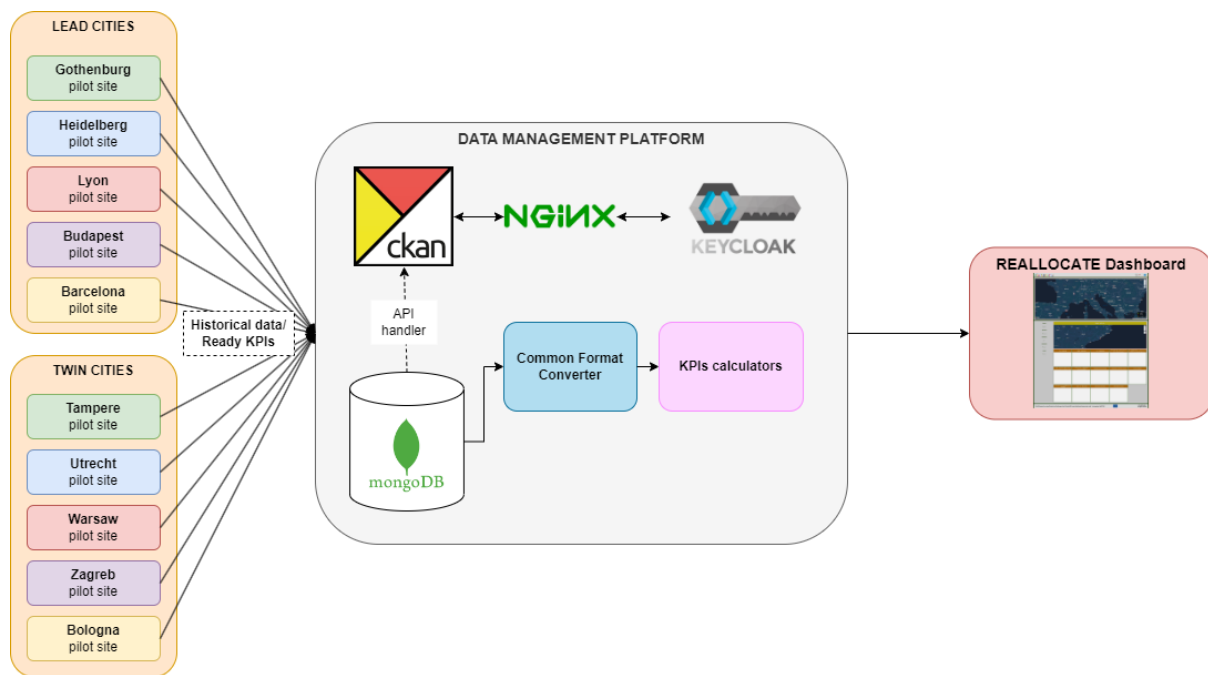 LEAD CITIES
Gothenburg
pilot site
Heidelberg
pilot site
Lyon
pilot site
Budapest
pilot site
Barcelona
pilot site
Historical data/
Ready KPIs
TWIN CITIES
Tampere
pilot site
Utrecht
pilot site
Warsaw
pilot site
Zagreb
pilot site
Bologna
pilot site
DATA MANAGEMENT PLATFORM
ckan
NGiNX
KEYCLOAK
API
handler
mongoDB
Common Format
Converter
KPIs calculators
REALLOCATE Dashboard